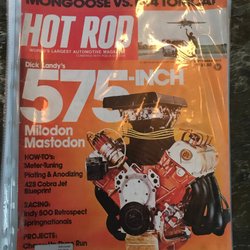 MONGOOSE VS.
HOT ROD
WORLD'S LARGEST AUTOMOTIVE MAGAZINE
Dick Landy's
575-INCH
Milodon
Mastodon
HOW-TO's
Meter-Tuning
Plating & Anodizing
428 Cobra Jet
Blueprint
RACING:
Indy 500 Retrospect
Springnationals
PROJECTS:
Run